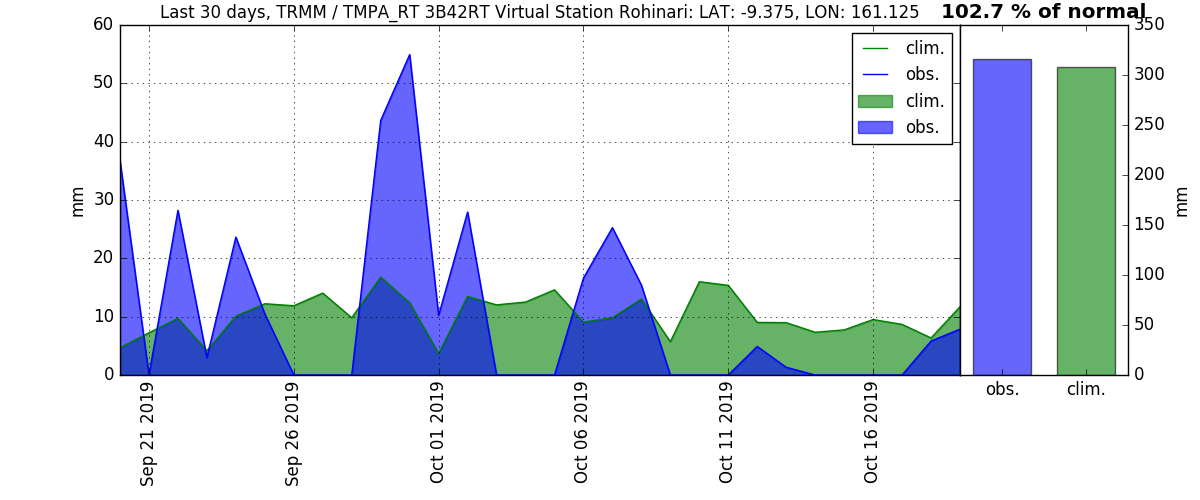 Last 30 days, TRMM / TMPA_RT 3B42RT Virtual Station Rohinari: LAT: -9.375, LON: 161.125
102.7 % of normal
60
50
40
30
20
10
0
mm
clim.
obs.
clim.
obs.
350
300
250
200
150
100
50
0
mm
Sep 21 2019
Sep 26 2019
Oct 01 2019
Oct 06 2019
Oct 11 2019
Oct 16 2019
obs.
clim.